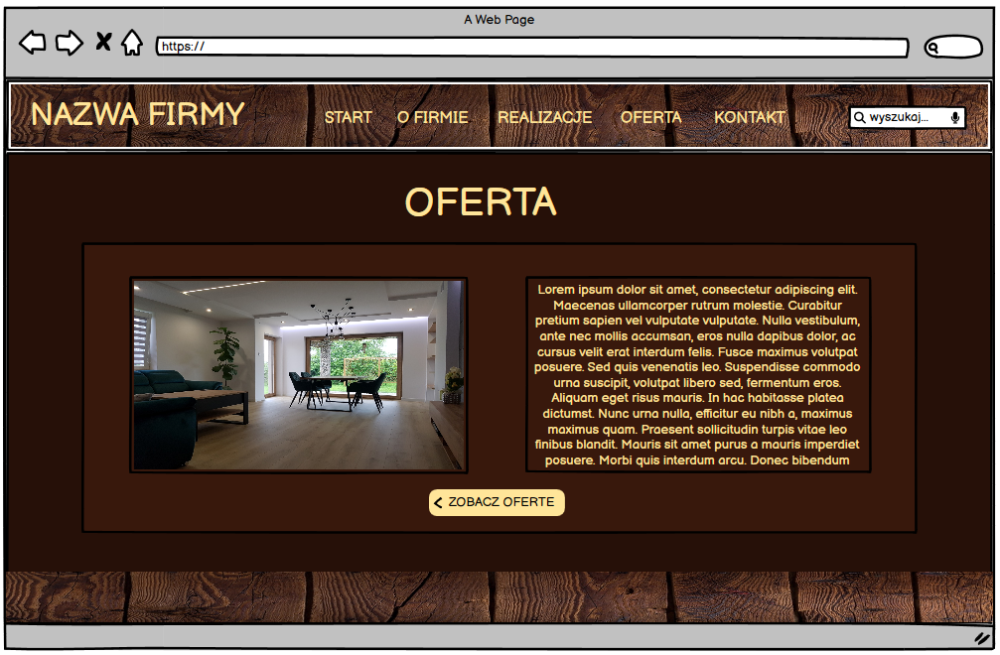 A Web Page
https://
NAZWA FIRMY
START O FIRMIE REALIZACJE OFERTA KONTAKT
wyszukaj...
OFERTA
Lorem ipsum dolor sit amet, consectetur adipiscing elit.
Maecenas ullamcorper rutrum molestie. Curabitur
pretium sapien vel vulputate vulputate. Nulla vestibulum,
ante nec mollis accumsan, eros nulla dapibus dolor, ac
cursus velit erat interdum felis. Fusce maximus volutpat
posuere. Sed quis venenatis leo. Suspendisse commodo
urna suscipit, volutpat libero sed, fermentum eros.
Aliquam eget risus mauris. In hac habitasse platea
dictumst. Nunc urna nulla, efficitur eu nibh a, maximus
maximus quam. Praesent sollicitudin turpis vitae leo
finibus blandit. Mauris sit amet purus a mauris imperdiet
posuere. Morbi quis interdum arcu. Donec bibendum
ZOBACZ OFERTE